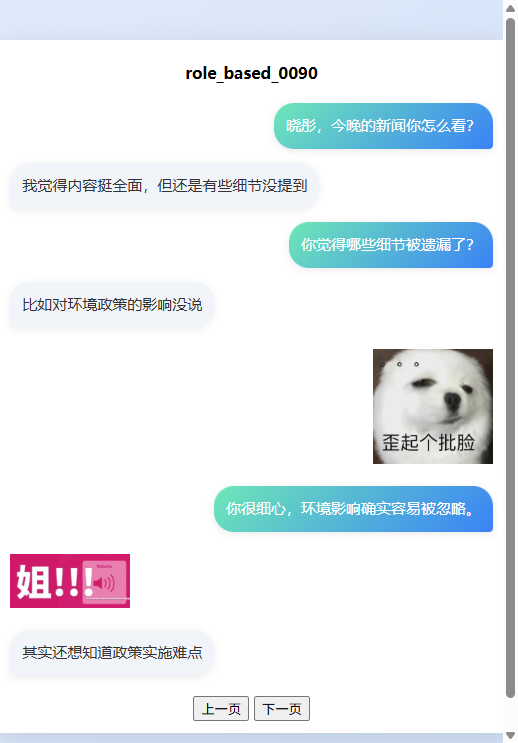 role_based_0090
晓彤，今晚的新闻你怎么看？
我觉得内容挺全面，但还是有些细节没提到
你觉得哪些细节被遗漏了？
比如对环境政策的影响没说
歪起个批脸
你很细心，环境影响确实容易被忽略。
姐!!!
其实还想知道政策实施难点
上一页 下一页